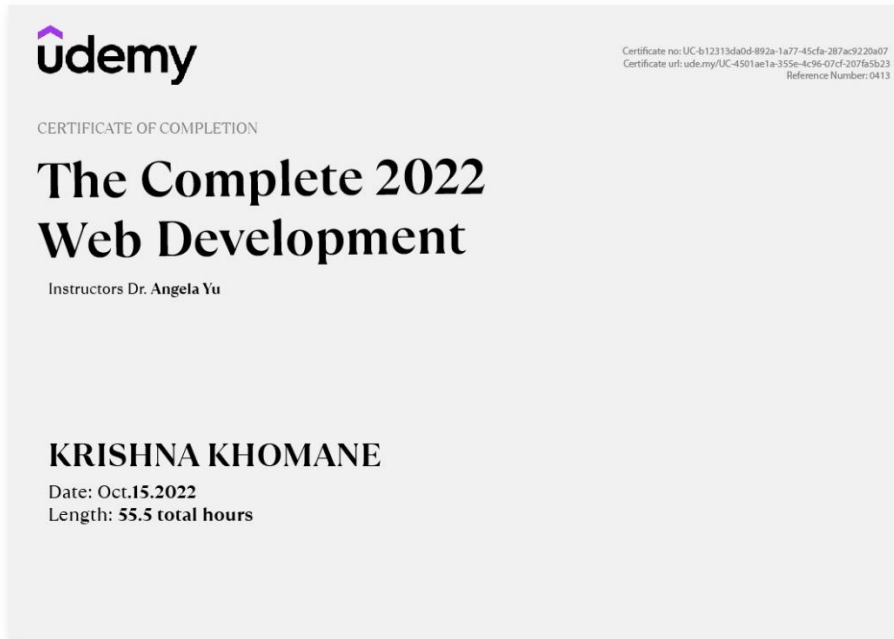 ûdemy
Certificate no: UC-b12313da0d-892a-1a77-45cfa-287ac9220a07
Certificate url: ude.my/UC-4501ae1a-355e-4c96-07cf-207fa5b23
Reference Number: 0413
CERTIFICATE OF COMPLETION
The Complete 2022
Web Development
Instructors Dr. Angela Yu
KRISHNA KHOMANE
Date: Oct.15.2022
Length: 55.5 total hours